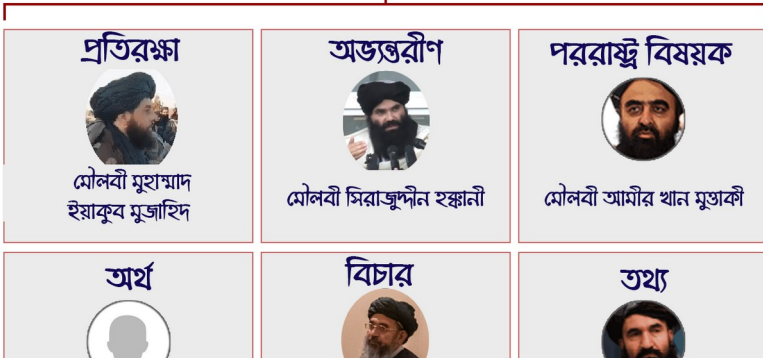 প্রতিরক্ষা
মৌলবী মুহাম্মাদ
ইয়াকুব মুজাহিদ
অভ্যন্তরীণ
মৌলবী সিরাজুদ্দীন হক্কানী
পররাষ্ট্র বিষয়ক
মৌলবী আমীর খান মুত্তাকী
অর্থ
বিচার
তথ্য